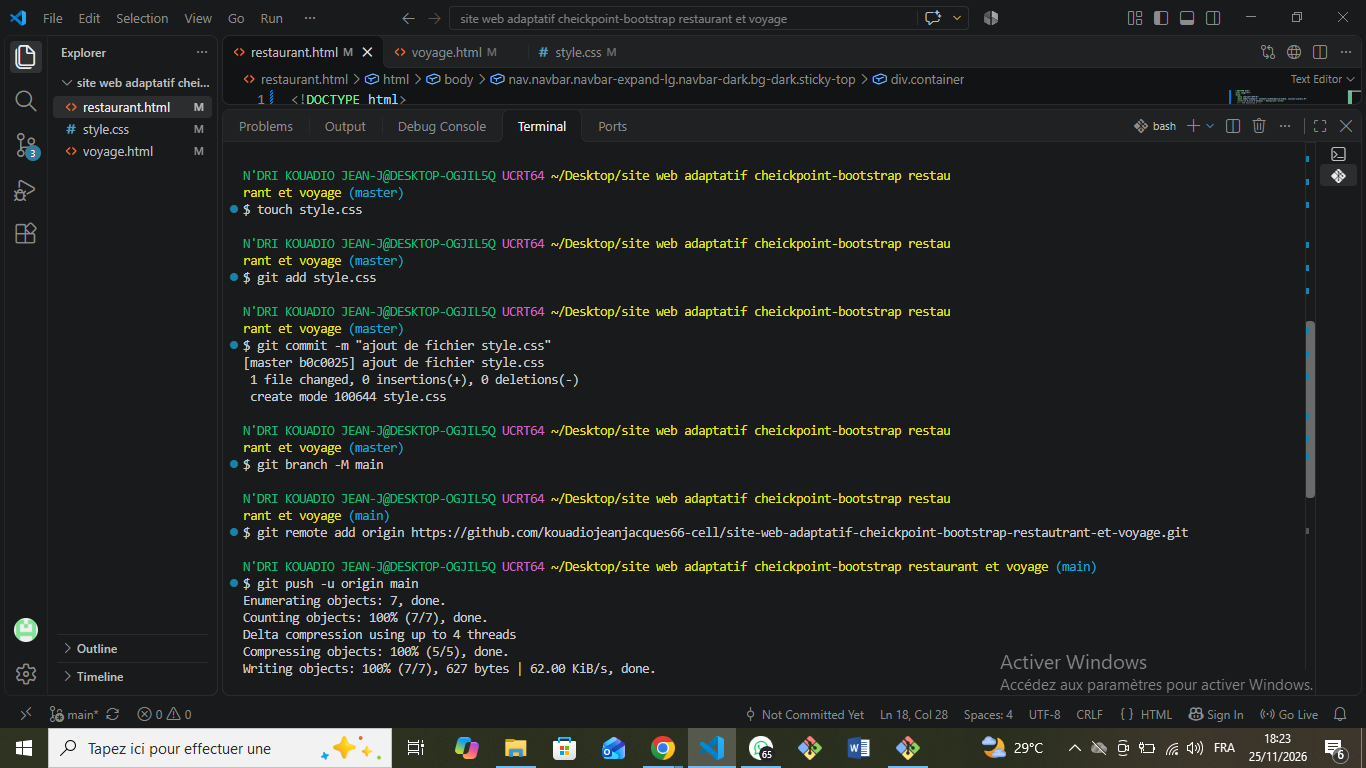 File Edit Selection View Go Run ···
site web adaptatif cheickpoint-bootstrap restaurant et voyage
Explorer ···
site web adaptatif chei...
restaurant.html M
style.css M
voyage.html M
restaurant.html M
voyage.html M
style.css M
restaurant.html > html > body > nav.navbar.navbar-expand-lg.navbar-dark.bg-dark.sticky-top > div.container
Text Editor
1 <!DOCTYPE html>
Problems Output Debug Console Terminal Ports
bash
N'DRI KOUADIO JEAN-J@DESKTOP-OGJIL5Q UCRT64 ~/Desktop/site web adaptatif cheickpoint-bootstrap restau
rant et voyage (master)
$ touch style.css
N'DRI KOUADIO JEAN-J@DESKTOP-OGJIL5Q UCRT64 ~/Desktop/site web adaptatif cheickpoint-bootstrap restau
rant et voyage (master)
$ git add style.css
N'DRI KOUADIO JEAN-J@DESKTOP-OGJIL5Q UCRT64 ~/Desktop/site web adaptatif cheickpoint-bootstrap restau
rant et voyage (master)
$ git commit -m "ajout de fichier style.css"
[master b0c0025] ajout de fichier style.css
1 file changed, 0 insertions(+), 0 deletions(-)
create mode 100644 style.css
N'DRI KOUADIO JEAN-J@DESKTOP-OGJIL5Q UCRT64 ~/Desktop/site web adaptatif cheickpoint-bootstrap restau
rant et voyage (master)
$ git branch -M main
N'DRI KOUADIO JEAN-J@DESKTOP-OGJIL5Q UCRT64 ~/Desktop/site web adaptatif cheickpoint-bootstrap restau
rant et voyage (main)
$ git remote add origin https://github.com/kouadiojeanjacques66-cell/site-web-adaptatif-cheickpoint-bootstrap-restautrant-et-voyage.git
N'DRI KOUADIO JEAN-J@DESKTOP-OGJIL5Q UCRT64 ~/Desktop/site web adaptatif cheickpoint-bootstrap restaurant et voyage (main)
$ git push -u origin main
Enumerating objects: 7, done.
Counting objects: 100% (7/7), done.
Delta compression using up to 4 threads
Compressing objects: 100% (5/5), done.
Writing objects: 100% (7/7), 627 bytes | 62.00 KiB/s, done.
3
Outline
Timeline
Activer Windows
Accédez aux paramètres pour activer Windows.
main* 0 0
Not Committed Yet Ln 18, Col 28 Spaces: 4 UTF-8 CRLF { } HTML Sign In Go Live
Tapez ici pour effectuer une
65
29°C
FRA
18:23
25/11/2026
6